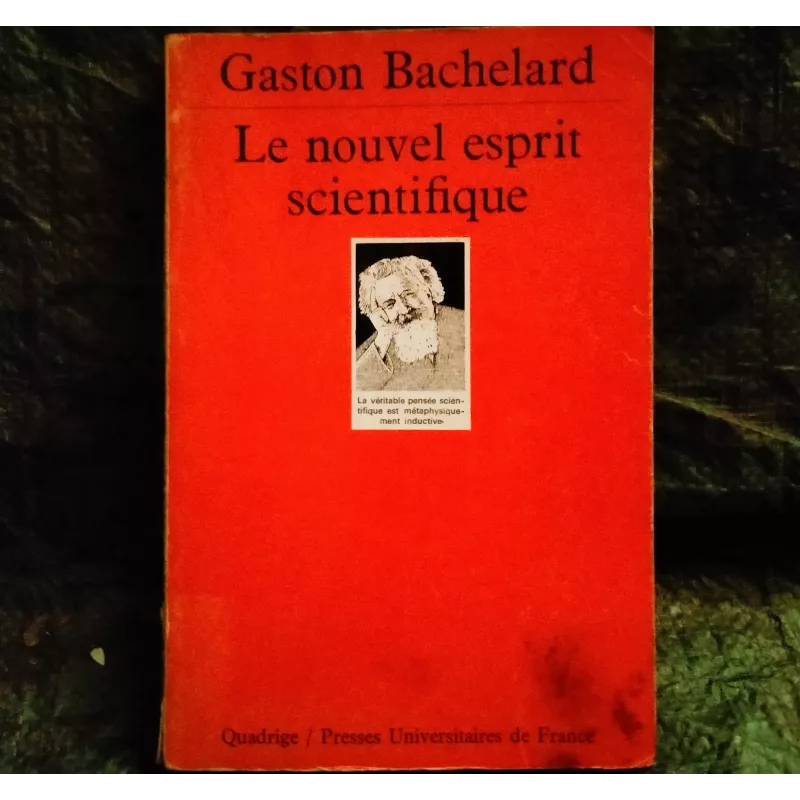 Gaston Bachelard
Le nouvel esprit
scientifique
La véritable pensée scien-
tifique est métaphysique-
ment inductive.
Quadrige / Presses Universitaires de France